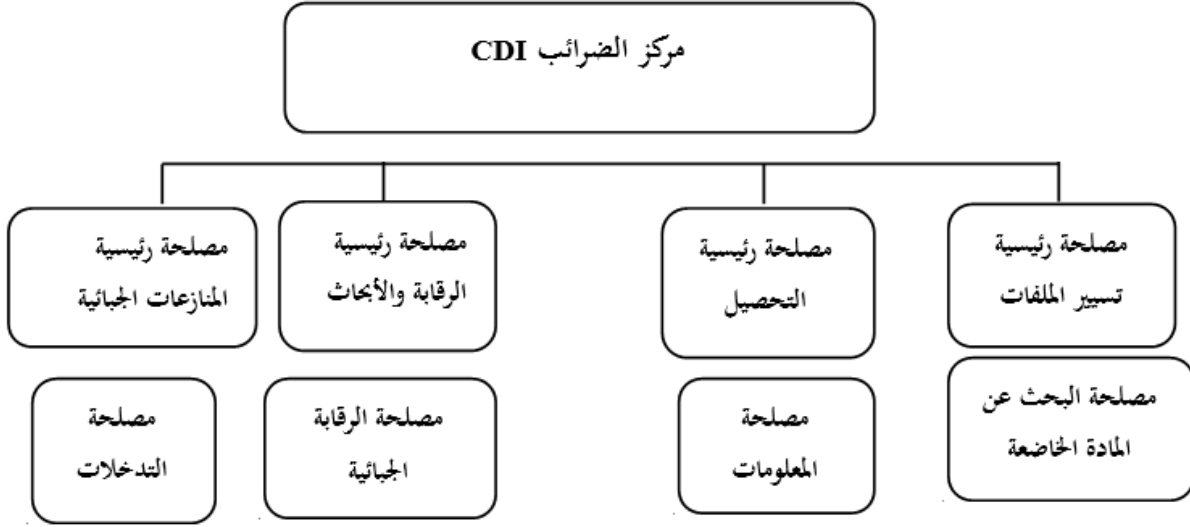 مركز الضرائب CDI
مصلحة رئيسية
تسيير الملفات
مصلحة رئيسية
التحصيل
مصلحة رئيسية
الرقابة والأبحاث
مصلحة رئيسية
المنازعات الجبائية
مصلحة البحث عن
المادة الخاضعة
مصلحة
المعلومات
مصلحة الرقابة
الجبائية
مصلحة
التدخلات